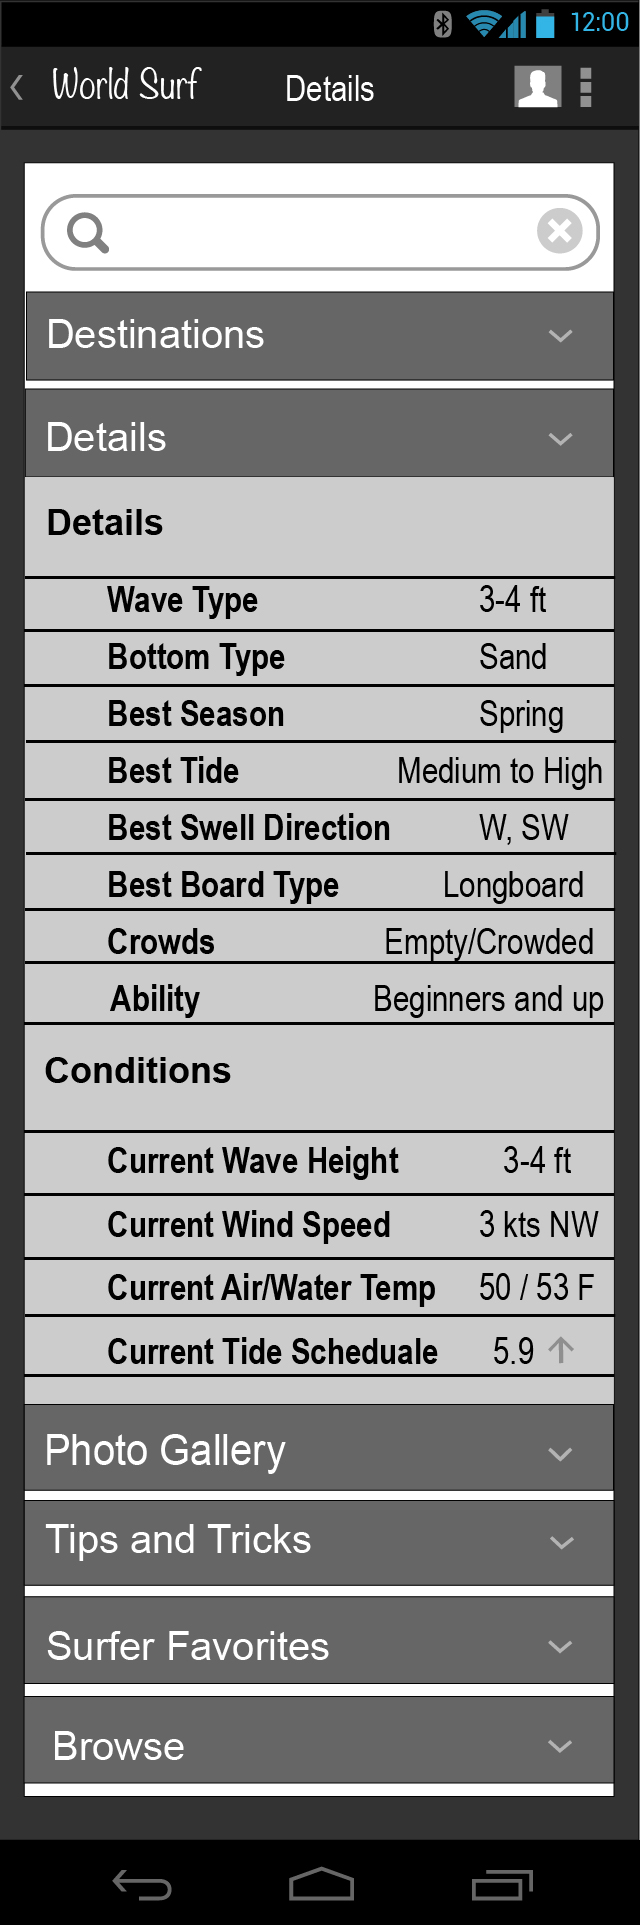 12:00
World Surf Details
Destinations
Details
Details
Wave Type 3-4 ft
Bottom Type Sand
Best Season Spring
Best Tide Medium to High
Best Swell Direction W, SW
Best Board Type Longboard
Crowds Empty/Crowded
Ability Beginners and up
Conditions
Current Wave Height 3-4 ft
Current Wind Speed 3 kts NW
Current Air/Water Temp 50 / 53 F
Current Tide Scheduale 5.9
Photo Gallery
Tips and Tricks
Surfer Favorites
Browse